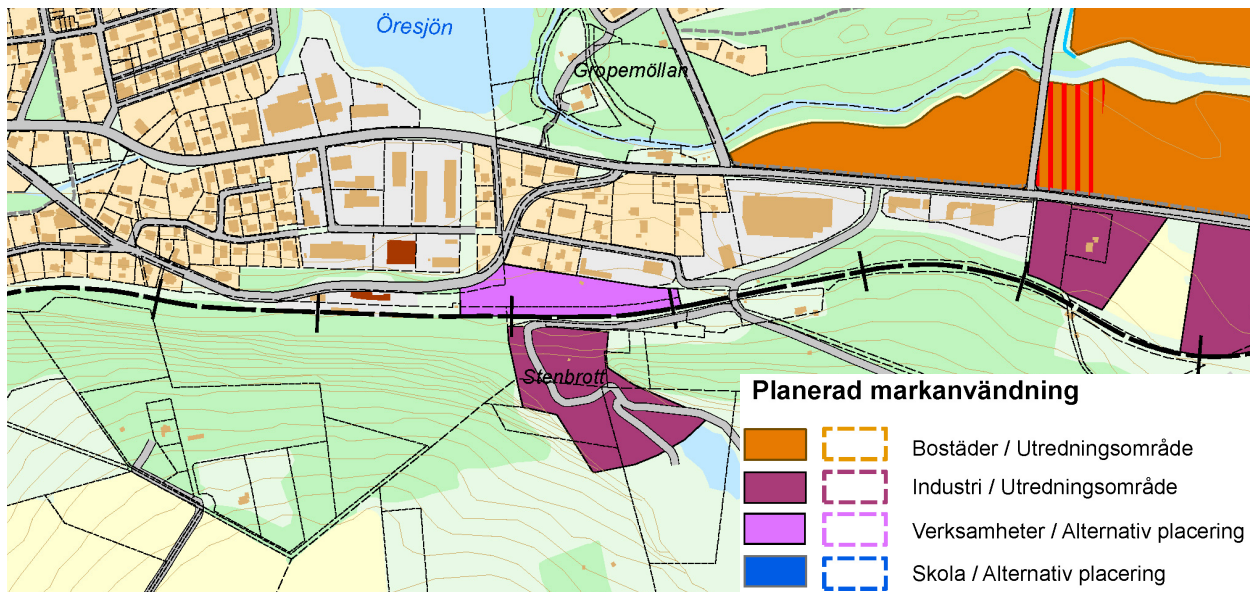 Öresjön
Gropemöllan
Stenbrott
Planerad markanvändning
Bostäder / Utredningsområde
Industri / Utredningsområde
Verksamheter / Alternativ placering
Skola / Alternativ placering